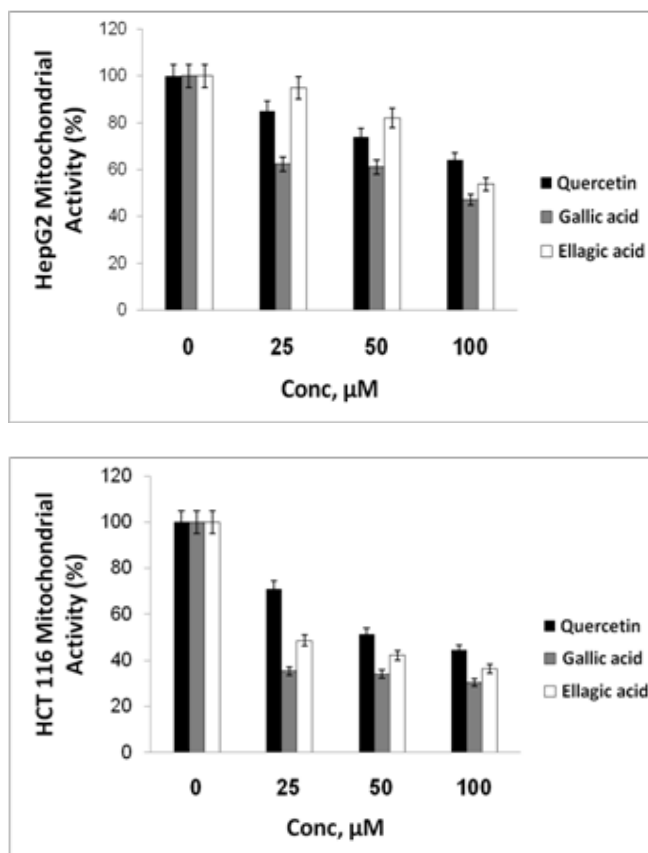 HepG2 Mitochondrial
Activity (%)
120
100
80
60
40
20
0
0 25 50 100
Conc, µM
Quercetin
Gallic acid
Ellagic acid
HCT 116 Mitochondrial
Activity (%)
120
100
80
60
40
20
0
0 25 50 100
Conc, µM
Quercetin
Gallic acid
Ellagic acid